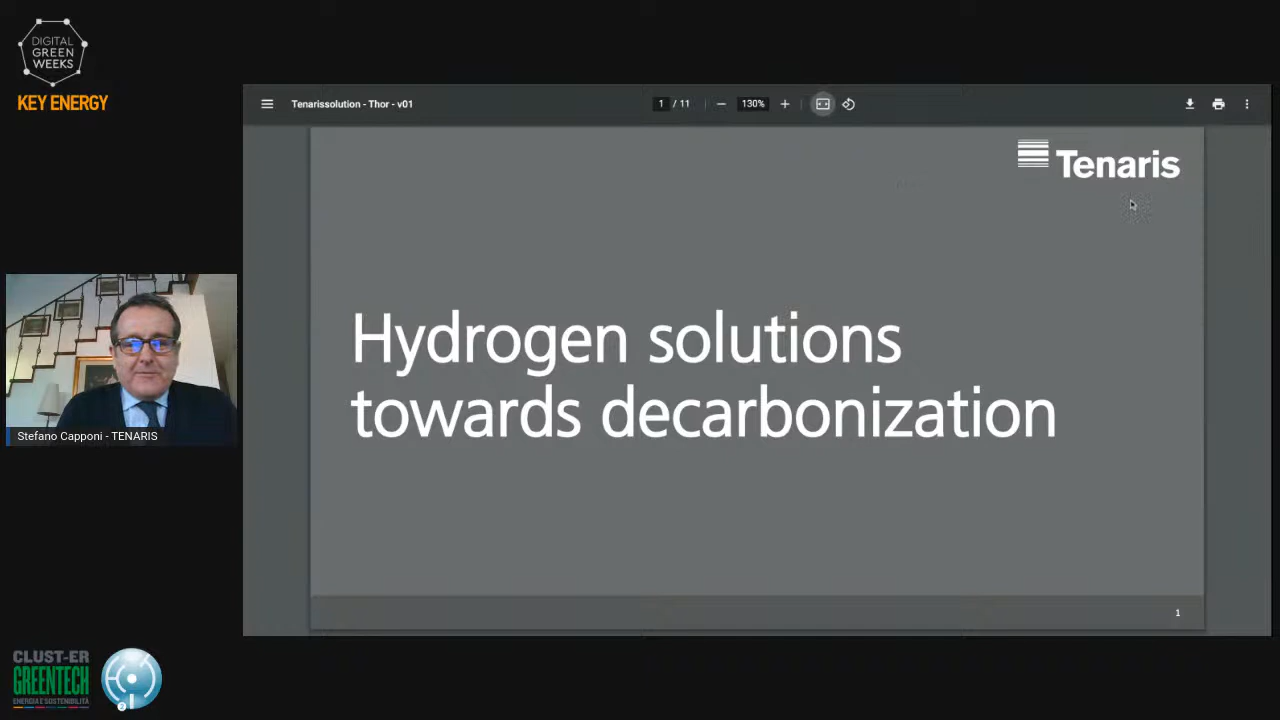 DIGITAL
GREEN
WEEKS
KEY ENERGY
Tenarissolution - Thor - v01
1 / 11
130%
Tenaris
Hydrogen solutions
towards decarbonization
1
Stefano Capponi - TENARIS
CLUST-ER
GREENTECH
ENERGIA E SOSTENIBILITÀ
2